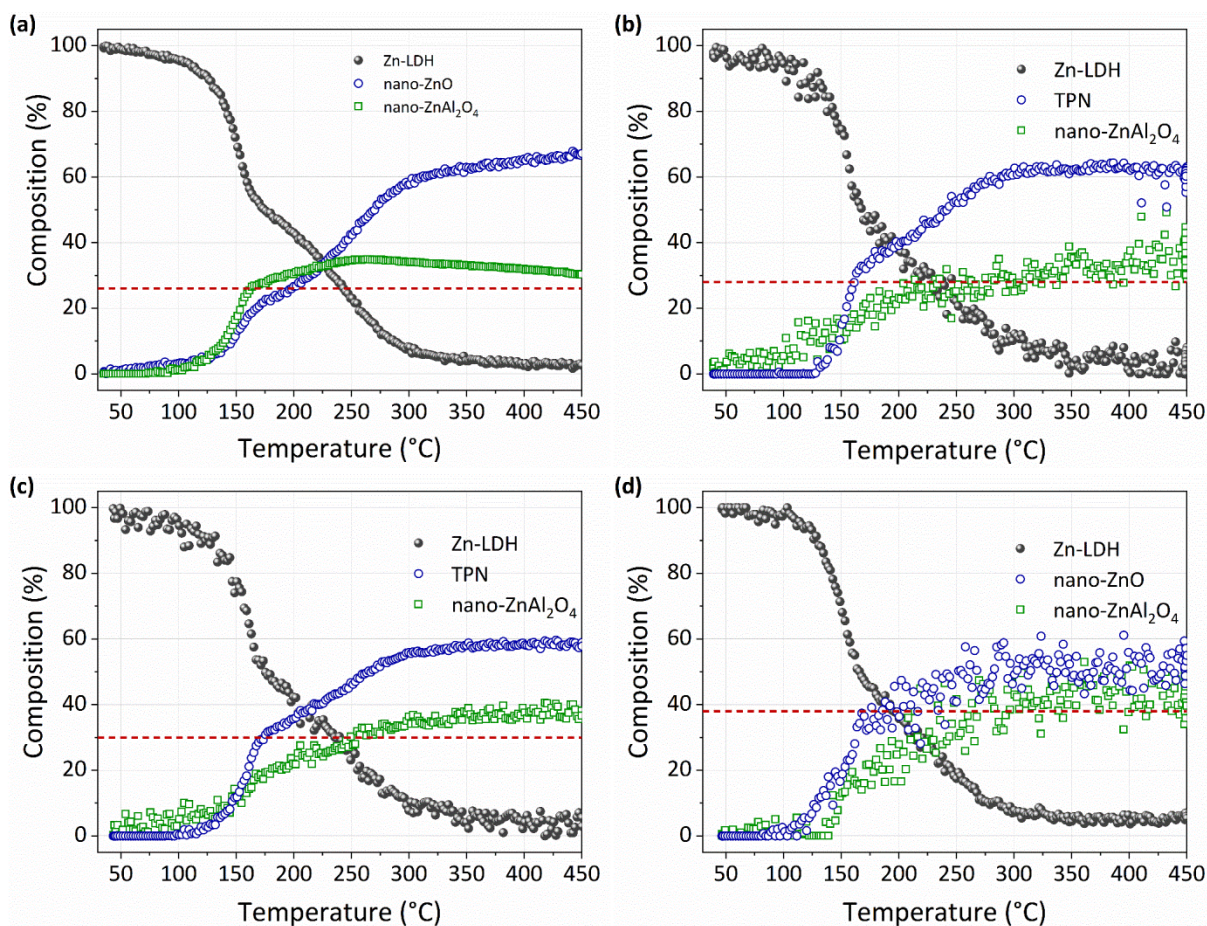 (a)
Composition (%)
100
80
60
40
20
0
Zn-LDH
nano-ZnO
nano-ZnAl₂O₄
50 100 150 200 250 300 350 400 450
Temperature (°C)
(b)
Composition (%)
100
80
60
40
20
0
Zn-LDH
TPN
nano-ZnAl₂O₄
50 100 150 200 250 300 350 400 450
Temperature (°C)
(c)
Composition (%)
100
80
60
40
20
0
Zn-LDH
TPN
nano-ZnAl₂O₄
50 100 150 200 250 300 350 400 450
Temperature (°C)
(d)
Composition (%)
100
80
60
40
20
0
Zn-LDH
nano-ZnO
nano-ZnAl₂O₄
50 100 150 200 250 300 350 400 450
Temperature (°C)